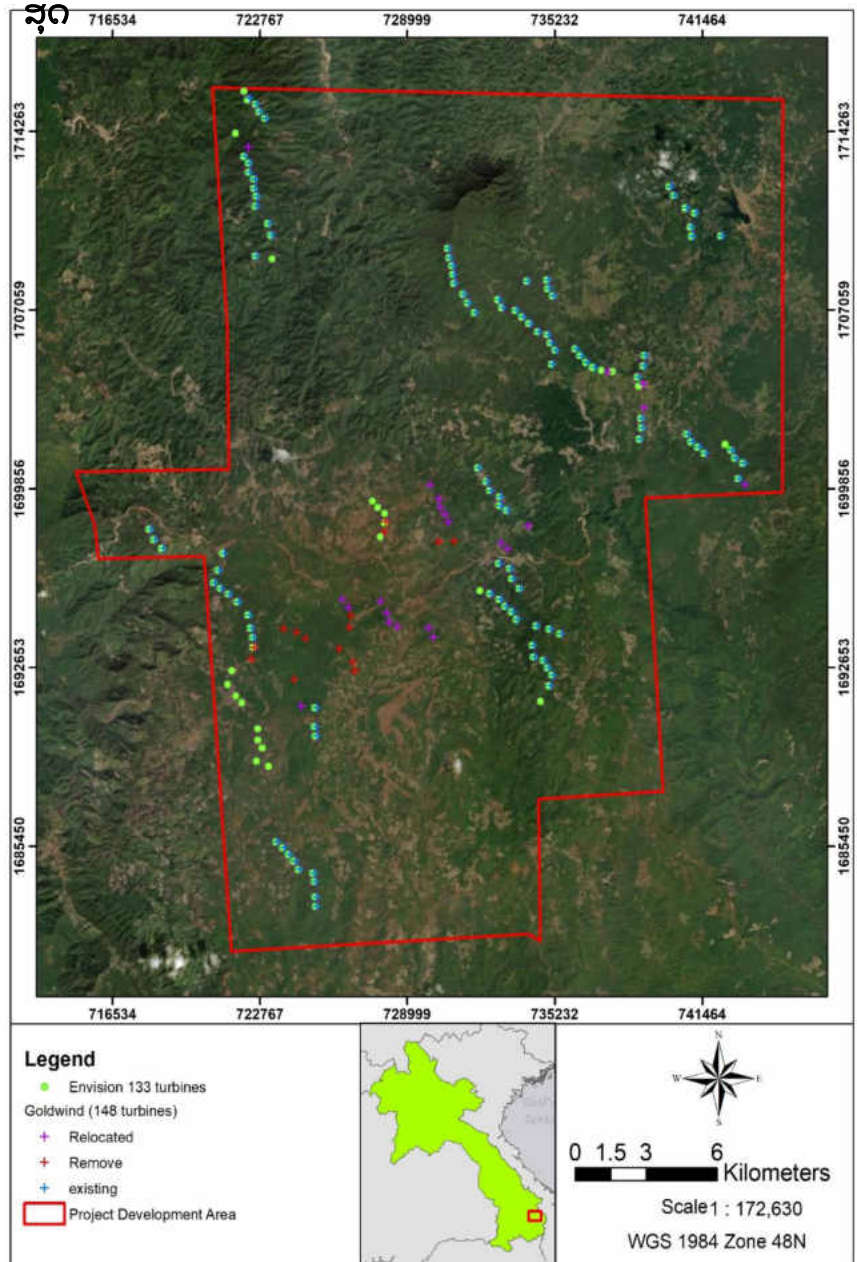 ສຸດ
716534 722767 728999 735232 741464
1714263 1714263
1707059 1707059
1699856 1699856
1692653 1692653
1685450 1685450
716534 722767 728999 735232 741464
Legend
Envision 133 turbines
Goldwind (148 turbines)
Relocated
Remove
existing
Project Development Area
N
W E
S
0 1.5 3 6
Kilometers
Scale1 : 172,630
WGS 1984 Zone 48N